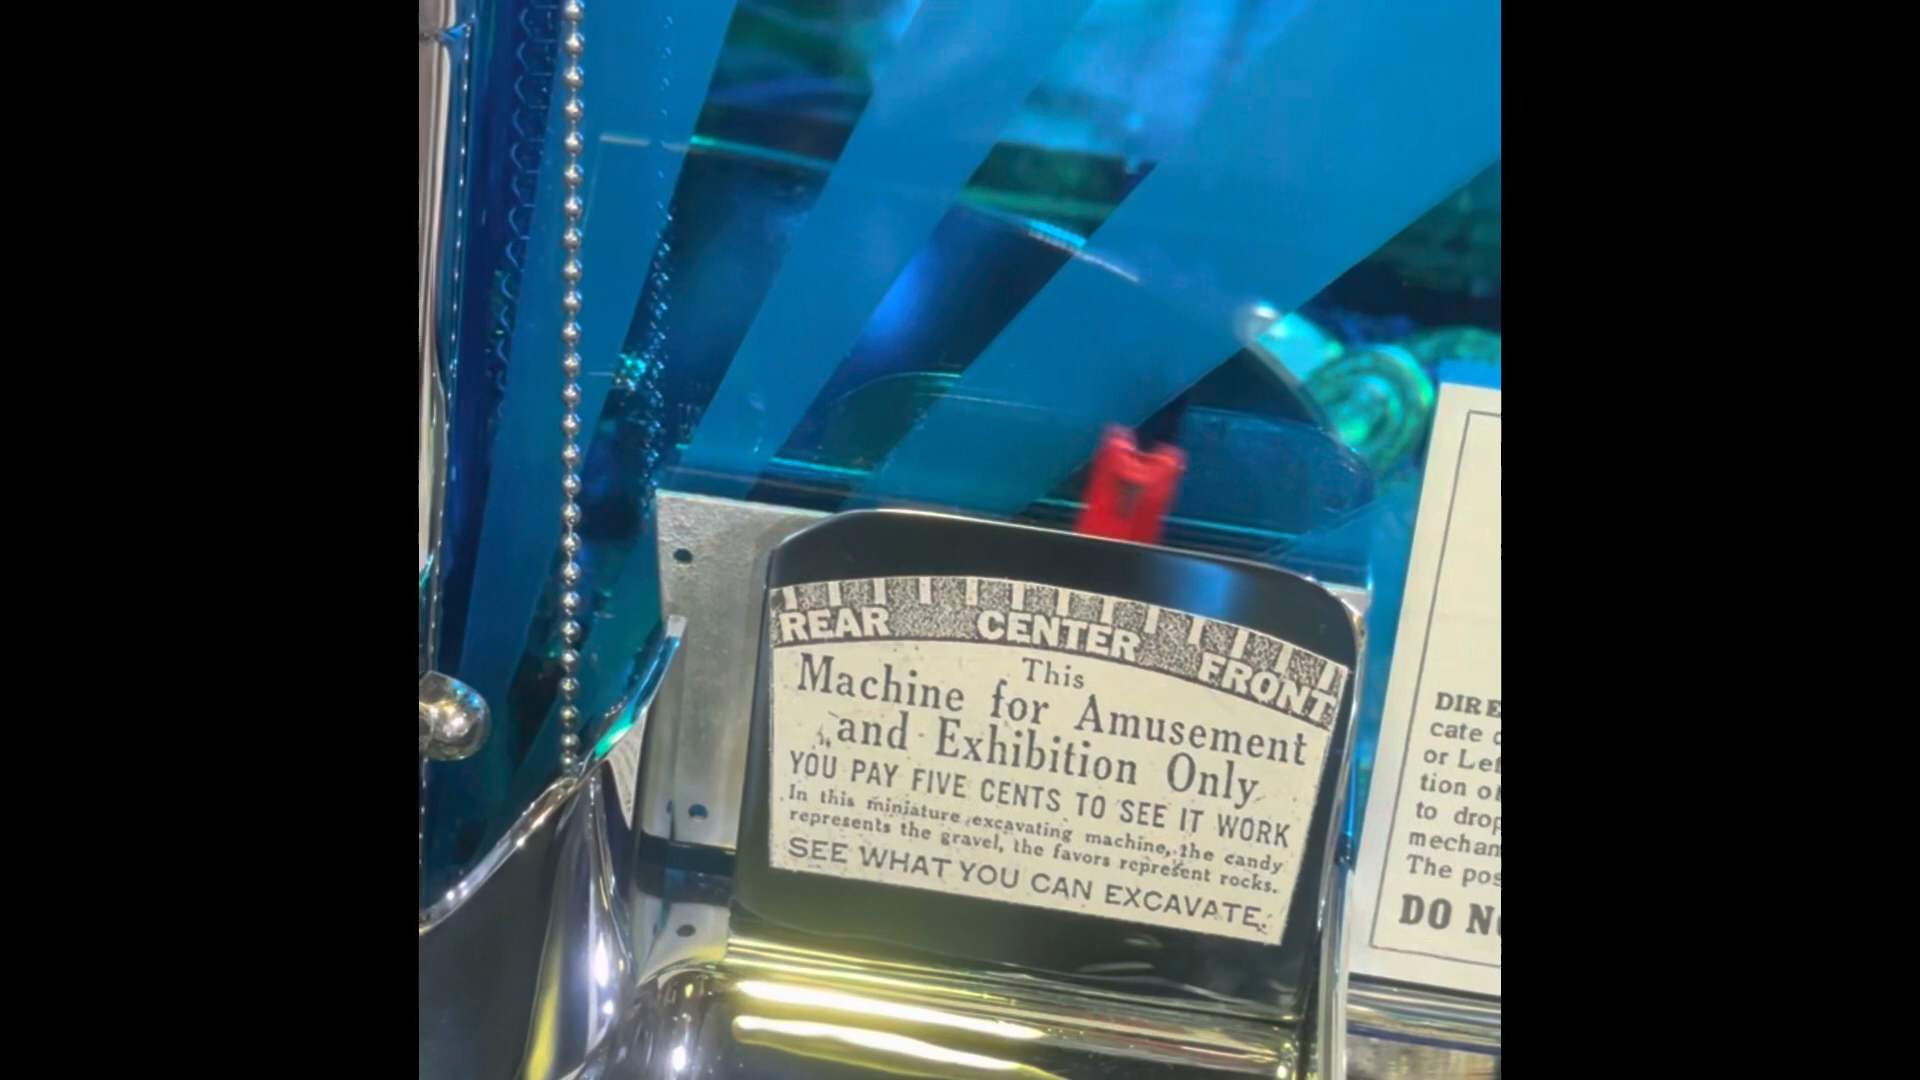 REAR CENTER FRONT
This
Machine for Amusement
and Exhibition Only
YOU PAY FIVE CENTS TO SEE IT WORK
In this miniature excavating machine, the candy
represents the gravel, the favors represent rocks.
SEE WHAT YOU CAN EXCAVATE.
DIRE
cate
or Le
tion of
to drop
mechan
The pos
DO N